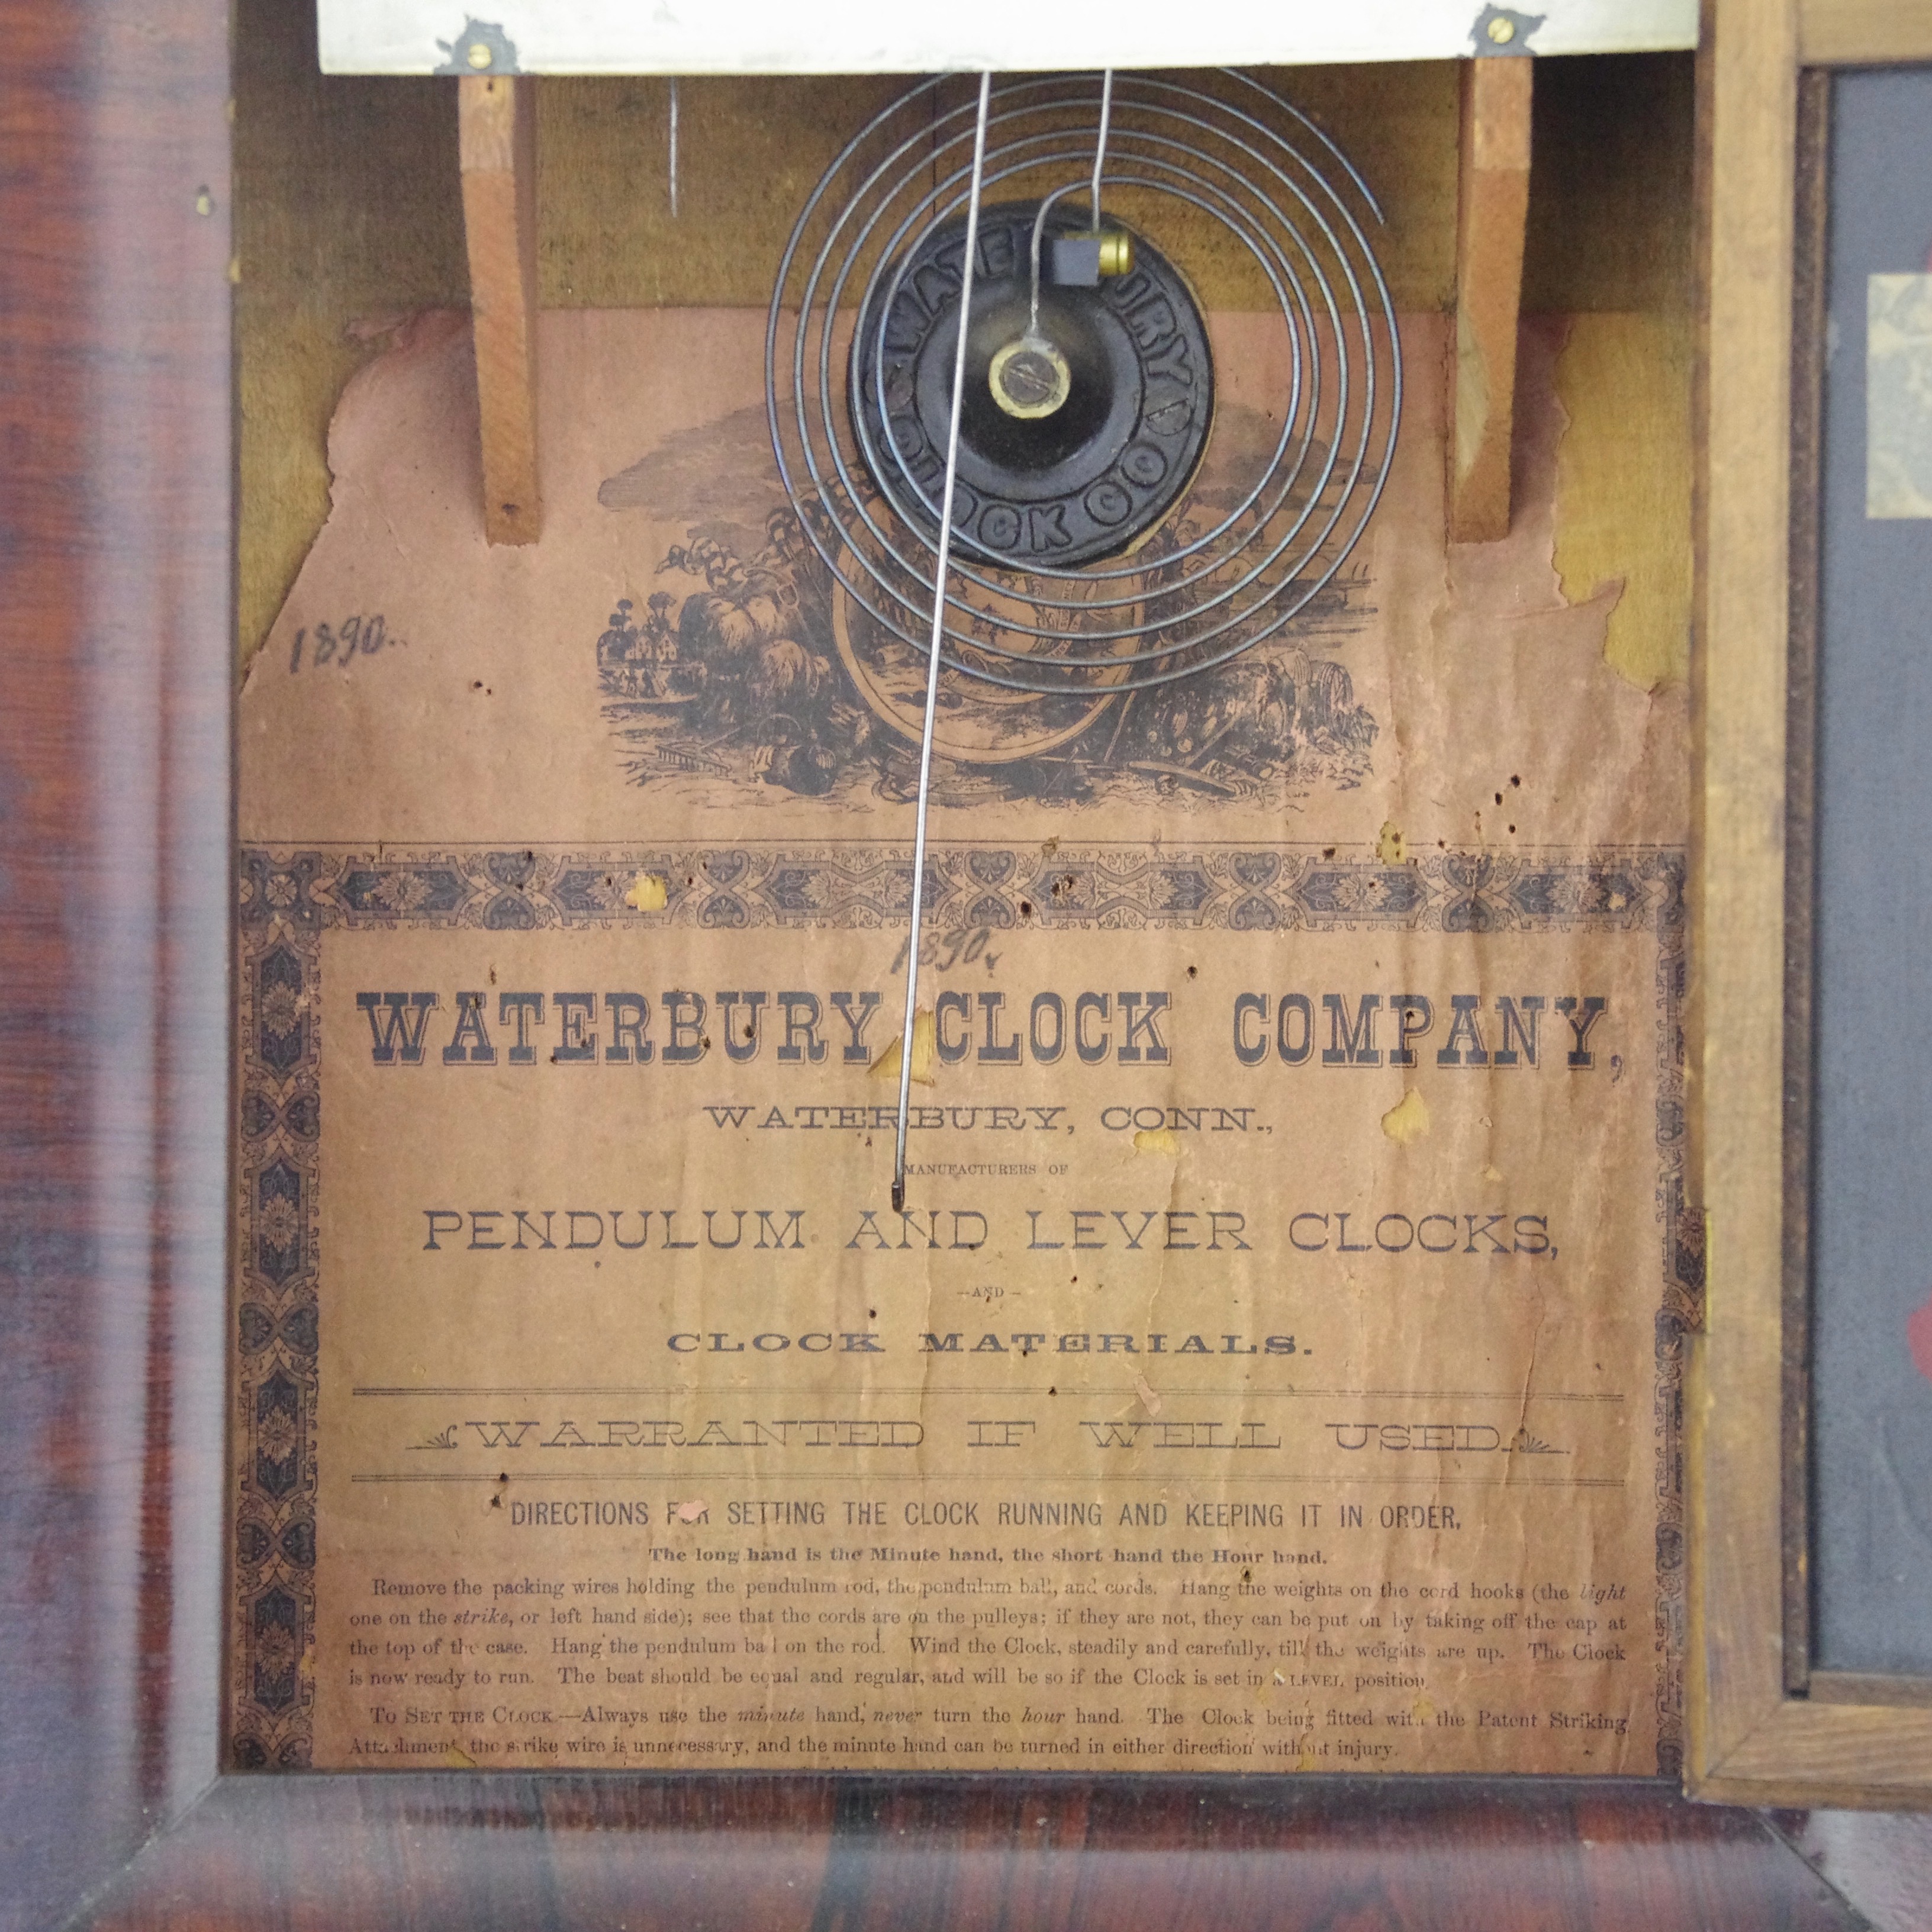 WATERBURY
CLOCK CO
1890.
1890.
WATERBURY CLOCK COMPANY,
WATERBURY, CONN.,
MANUFACTURERS OF
PENDULUM AND LEVER CLOCKS,
—AND—
CLOCK MATERIALS.
WARRANTED IF WELL USED.
DIRECTIONS FOR SETTING THE CLOCK RUNNING AND KEEPING IT IN ORDER,
The long hand is the Minute hand, the short hand the Hour hand.
Remove the packing wires holding the pendulum rod, the pendulum ball, and cords. Hang the weights on the cord hooks (the light
one on the strike, or left hand side); see that the cords are on the pulleys; if they are not, they can be put on by taking off the cap at
the top of the case. Hang the pendulum ball on the rod. Wind the Clock, steadily and carefully, till the weights are up. The Clock
is now ready to run. The beat should be equal and regular, and will be so if the Clock is set in a LEVEL position.
TO SET THE CLOCK.—Always use the minute hand, never turn the hour hand. The Clock being fitted with the Patent Striking
Attachment, the strike wire is unnecessary, and the minute hand can be turned in either direction without injury.